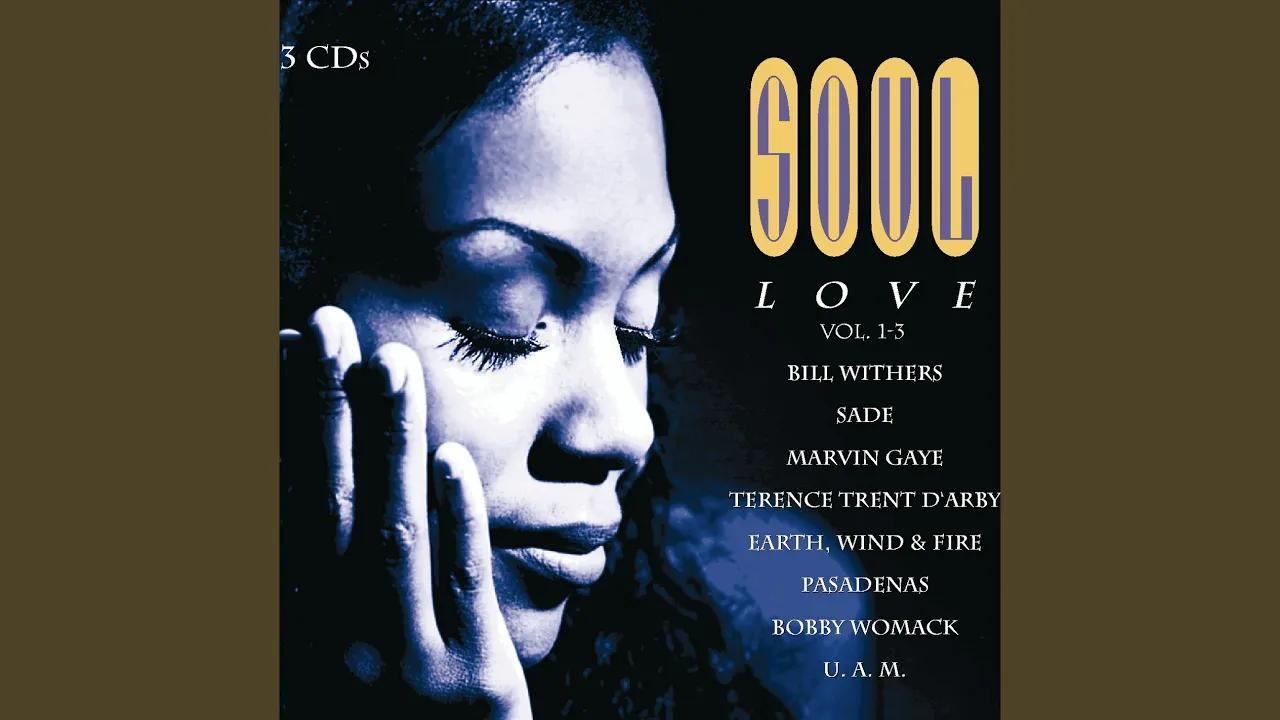 3 CDs
SOUL
LOVE
VOL. 1-3
BILL WITHERS
SADE
MARVIN GAYE
TERENCE TRENT D'ARBY
EARTH, WIND & FIRE
PASADENAS
BOBBY WOMACK
U. A. M.